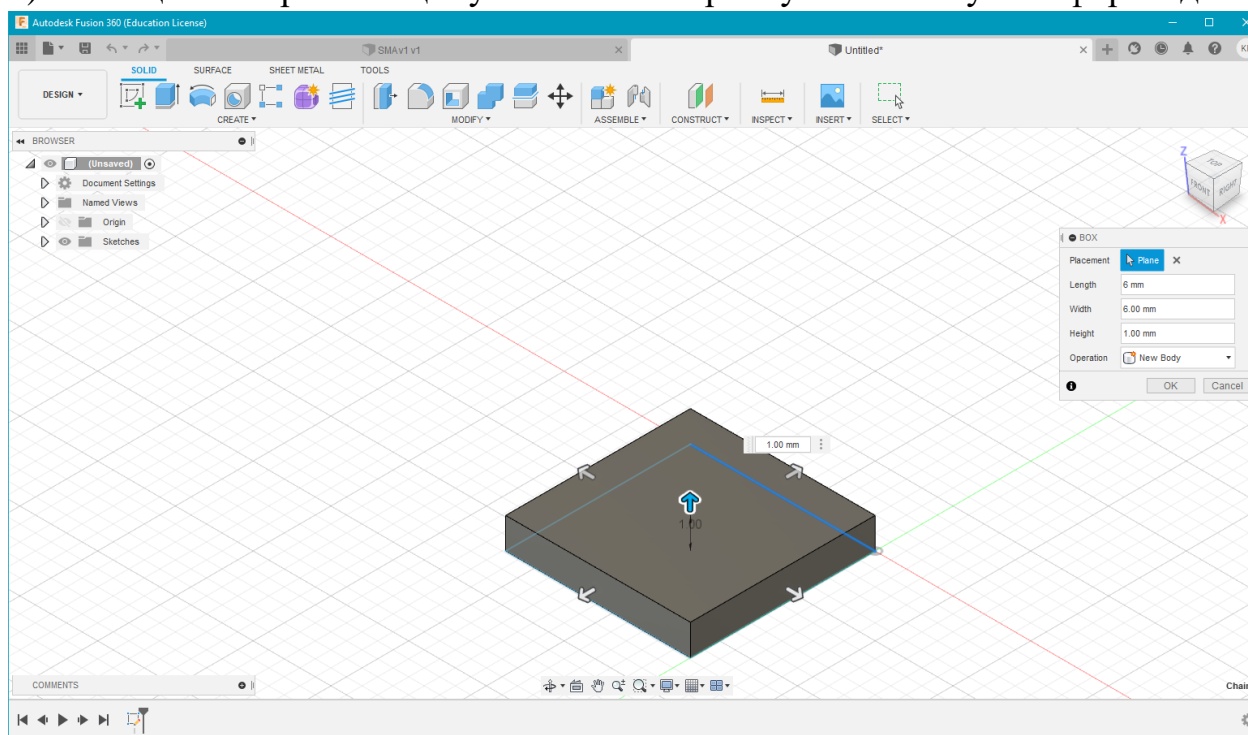 Autodesk Fusion 360 (Education License)
SMAv1 v1
Untitled*
DESIGN
SOLID SURFACE SHEET METAL TOOLS
CREATE MODIFY ASSEMBLE CONSTRUCT INSPECT INSERT SELECT
BROWSER
(Unsaved)
Document Settings
Named Views
Origin
Sketches
Z
TOP
FRONT RIGHT
X
BOX
Placement Plane
Length 6 mm
Width 6.00 mm
Height 1.00 mm
Operation New Body
OK Cancel
1.00 mm
1.00
COMMENTS
Chain